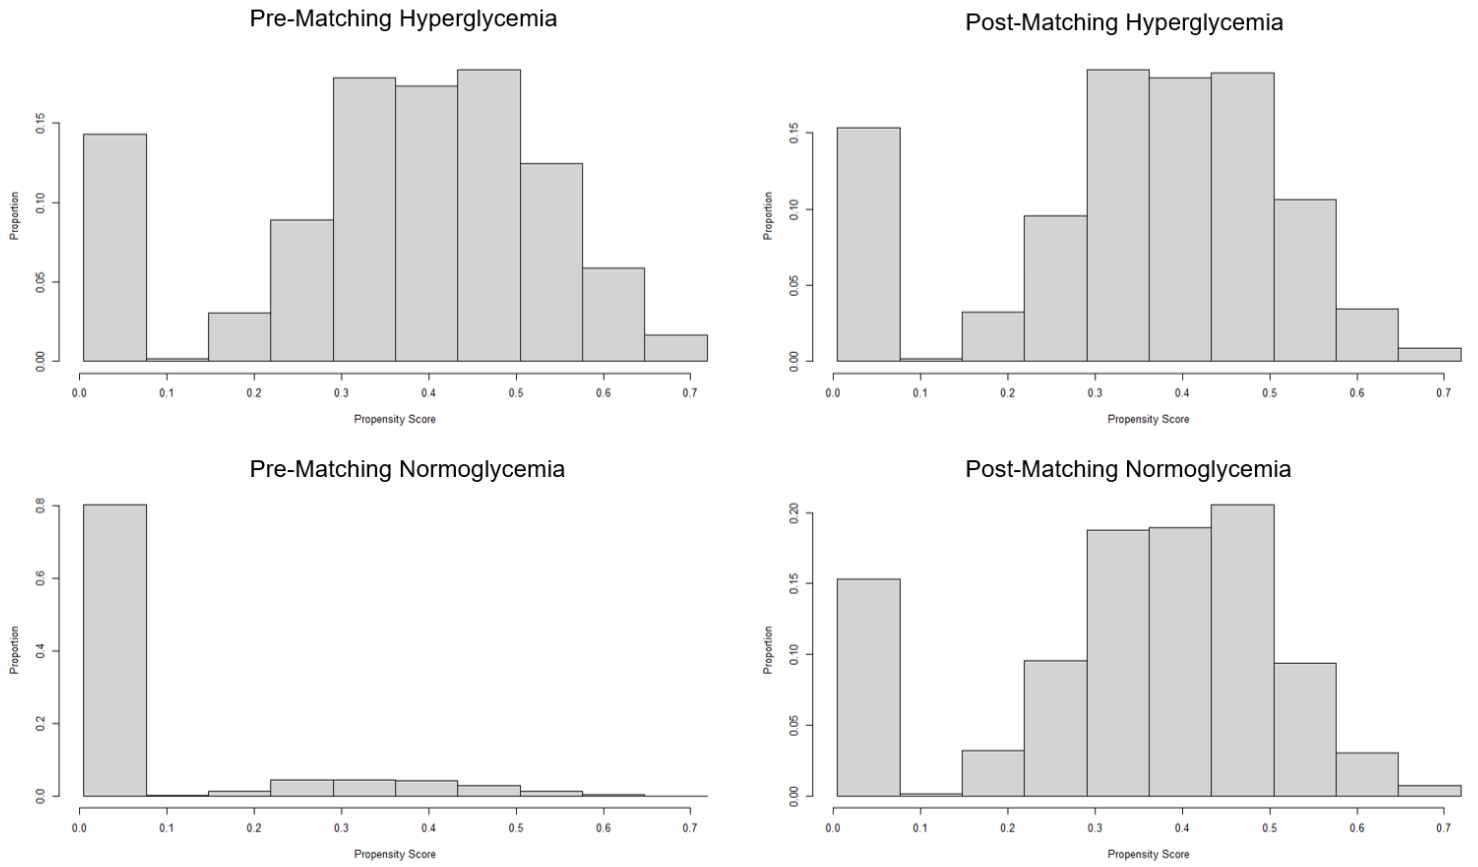 Pre-Matching Hyperglycemia
Proportion
0.15
0.10
0.05
0.00
0.0 0.1 0.2 0.3 0.4 0.5 0.6 0.7
Propensity Score
Post-Matching Hyperglycemia
Proportion
0.15
0.10
0.05
0.00
0.0 0.1 0.2 0.3 0.4 0.5 0.6 0.7
Propensity Score
Pre-Matching Normoglycemia
Proportion
0.8
0.6
0.4
0.2
0.0
0.0 0.1 0.2 0.3 0.4 0.5 0.6 0.7
Propensity Score
Post-Matching Normoglycemia
Proportion
0.20
0.15
0.10
0.05
0.00
0.0 0.1 0.2 0.3 0.4 0.5 0.6 0.7
Propensity Score